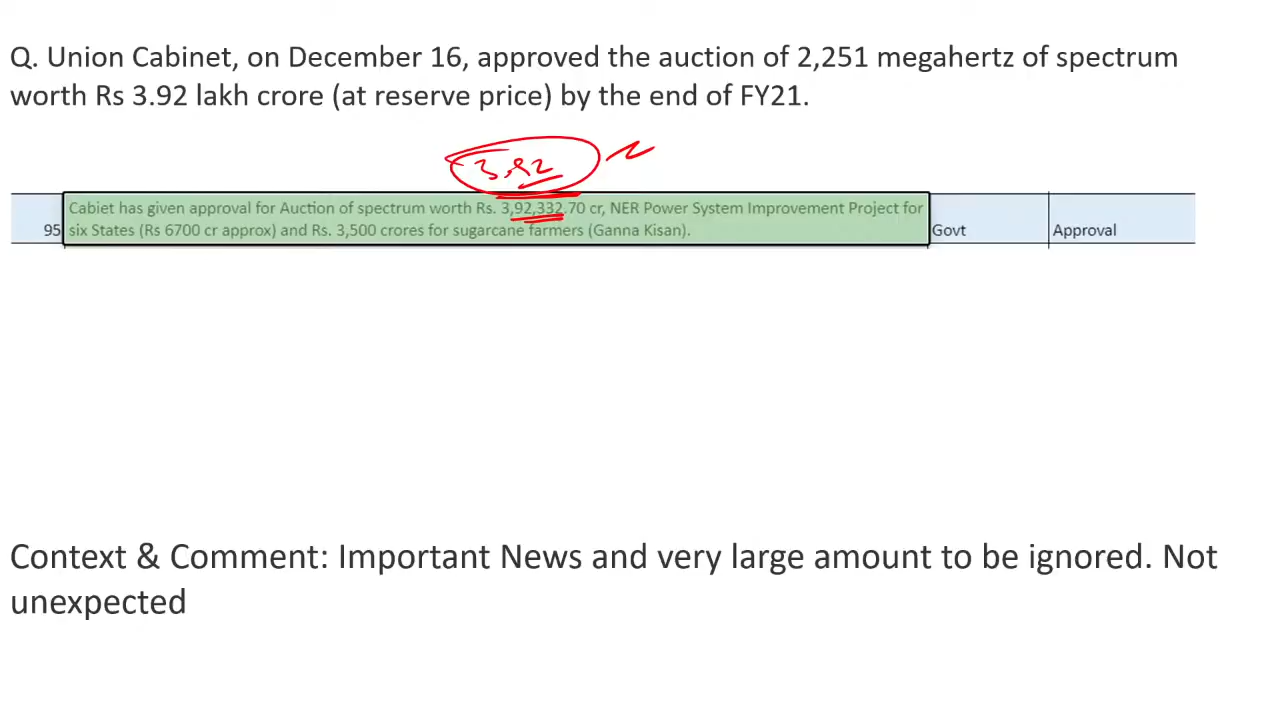 Q. Union Cabinet, on December 16, approved the auction of 2,251 megahertz of spectrum
worth Rs 3.92 lakh crore (at reserve price) by the end of FY21.
3,92
Cabiet has given approval for Auction of spectrum worth Rs. 3,92,332.70 cr, NER Power System Improvement Project for
95 six States (Rs 6700 cr approx) and Rs. 3,500 crores for sugarcane farmers (Ganna Kisan). Govt Approval
Context & Comment: Important News and very large amount to be ignored. Not
unexpected